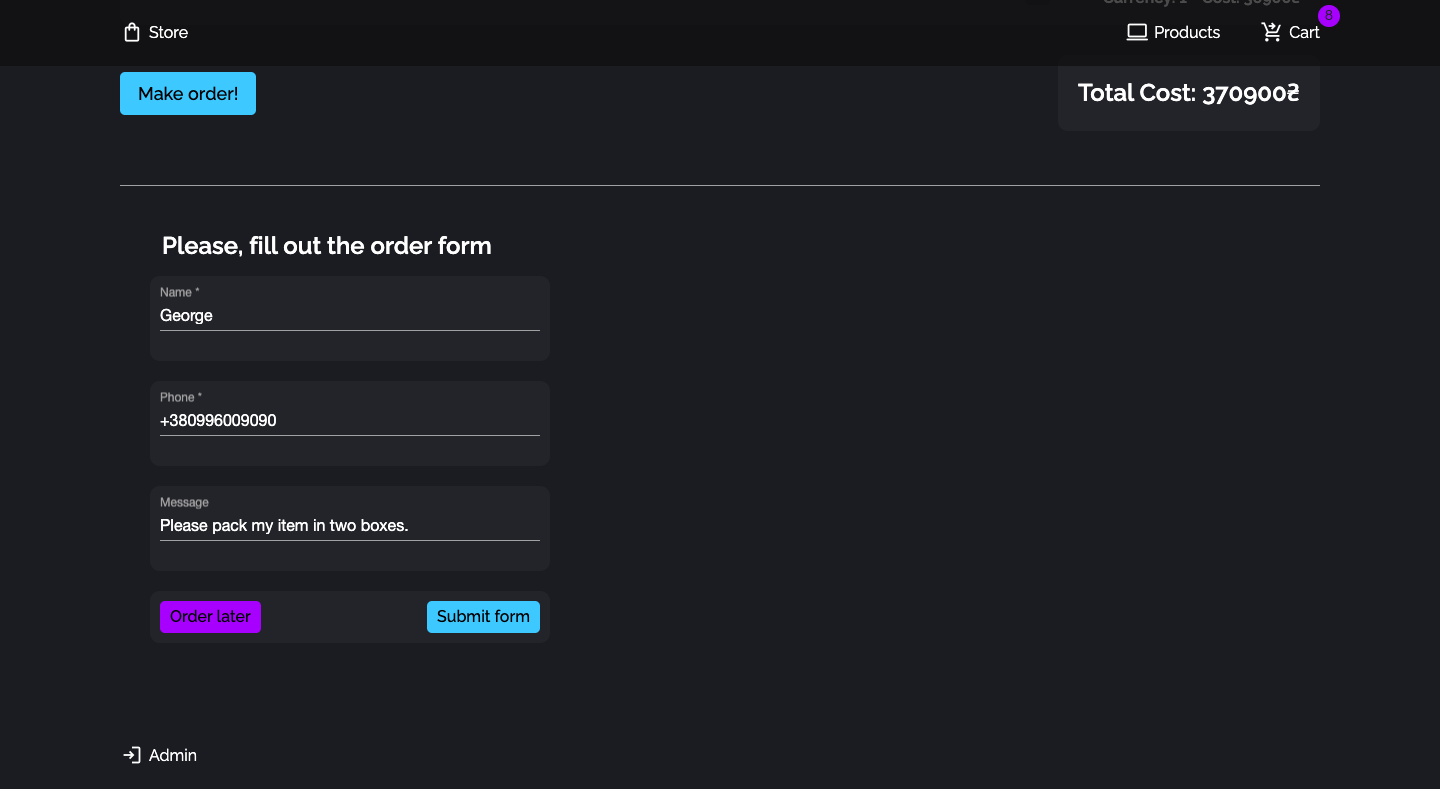 Store
Products
Cart
8
Make order!
Total Cost: 370900₴
Please, fill out the order form
Name *
George
Phone *
+380996009090
Message
Please pack my item in two boxes.
Order later
Submit form
Admin